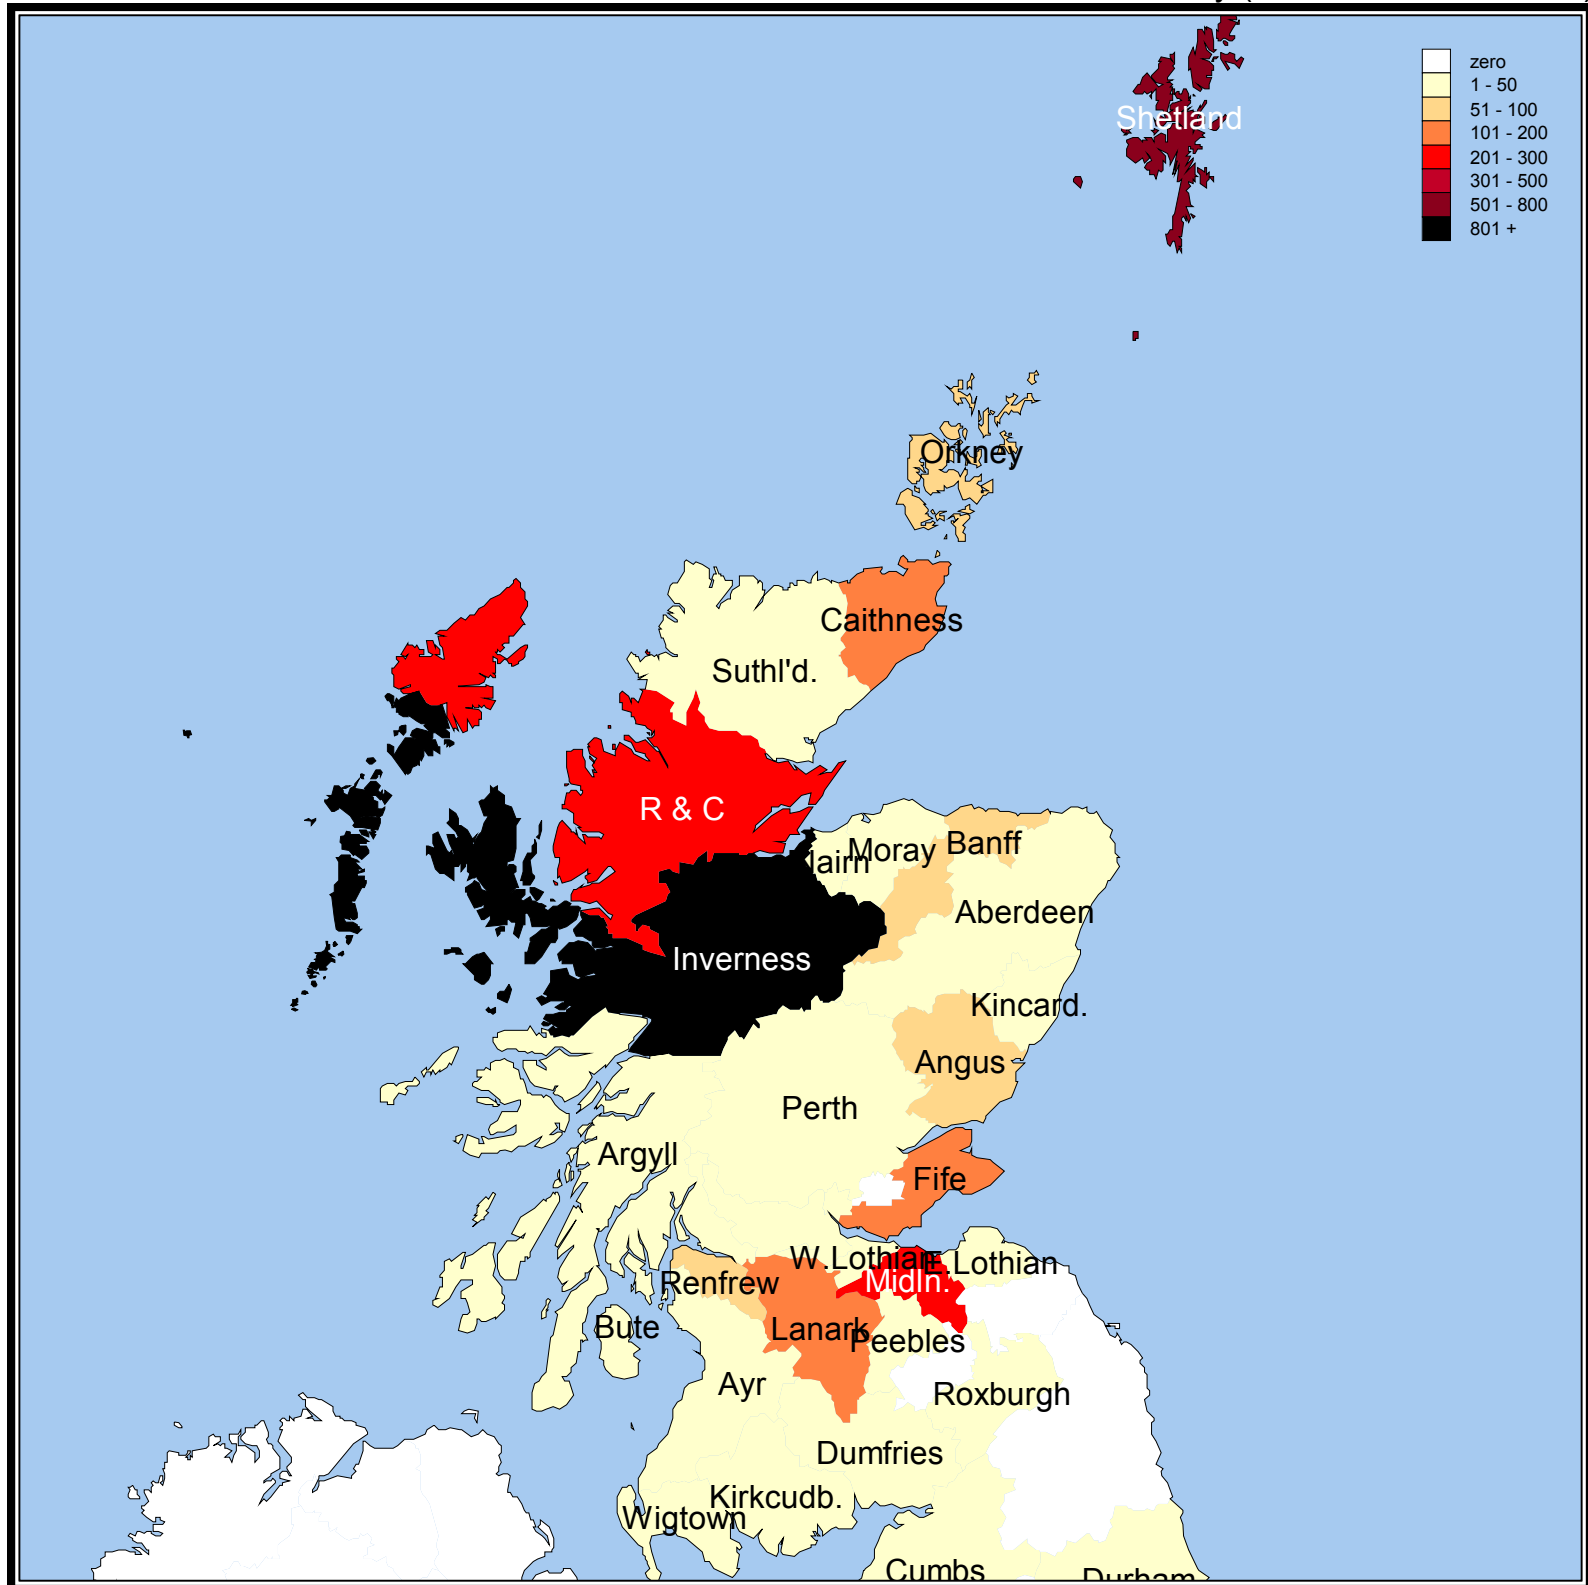 zero
1 - 50
51 - 100
101 - 200
201 - 300
301 - 500
501 - 800
801 +
Shetland
Orkney
Caithness
Suthl'd.
R & C
Banff
Moray
Aberdeen
Inverness
Kincard.
Angus
Perth
Argyll
Fife
W.Lothian
E.Lothian
Renfrew
Midln.
Bute
Lanark
Peebles
Ayr
Roxburgh
Dumfries
Kirkcudb.
Wigtown
Cumbs
Durham